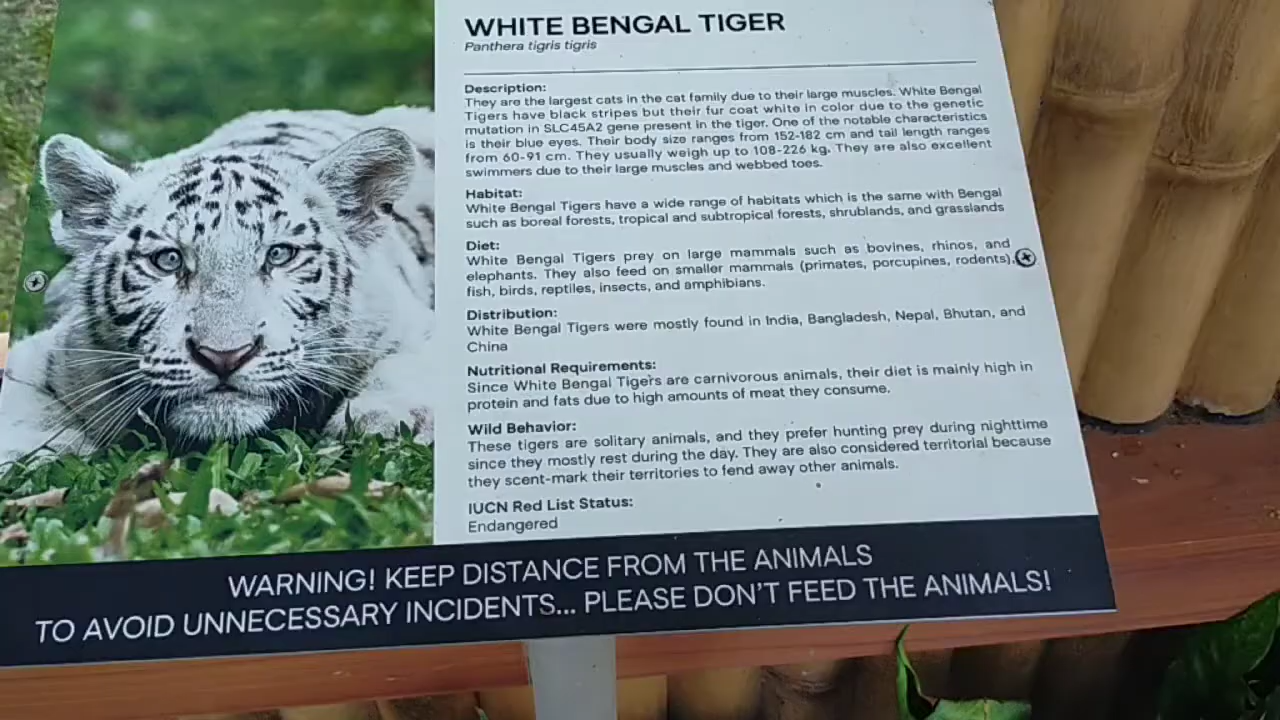 WHITE BENGAL TIGER
Panthera tigris tigris
Description:
They are the largest cats in the cat family due to their large muscles. White Bengal
Tigers have black stripes but their fur coat white in color due to the genetic
mutation in SLC45A2 gene present in the tiger. One of the notable characteristics
is their blue eyes. Their body size ranges from 152-182 cm and tail length ranges
from 60-91 cm. They usually weigh up to 108-226 kg. They are also excellent
swimmers due to their large muscles and webbed toes.
Habitat:
White Bengal Tigers have a wide range of habitats which is the same with Bengal
such as boreal forests, tropical and subtropical forests, shrublands, and grasslands
Diet:
White Bengal Tigers prey on large mammals such as bovines, rhinos, and
elephants. They also feed on smaller mammals (primates, porcupines, rodents),
fish, birds, reptiles, insects, and amphibians.
Distribution:
White Bengal Tigers were mostly found in India, Bangladesh, Nepal, Bhutan, and
China
Nutritional Requirements:
Since White Bengal Tigers are carnivorous animals, their diet is mainly high in
protein and fats due to high amounts of meat they consume.
Wild Behavior:
These tigers are solitary animals, and they prefer hunting prey during nighttime
since they mostly rest during the day. They are also considered territorial because
they scent-mark their territories to fend away other animals.
IUCN Red List Status:
Endangered
WARNING! KEEP DISTANCE FROM THE ANIMALS
TO AVOID UNNECESSARY INCIDENTS... PLEASE DON'T FEED THE ANIMALS!